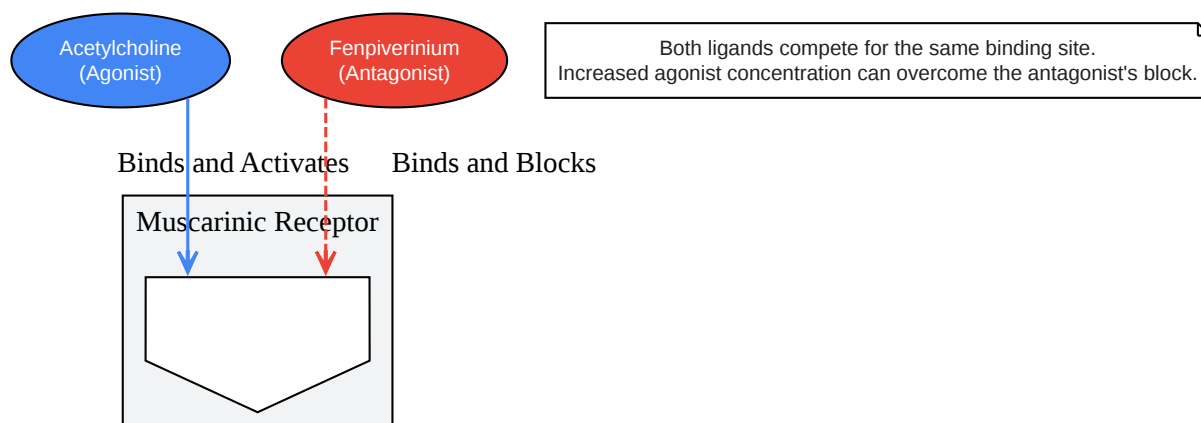 Acetylcholine
(Agonist)
Fenpiverinium
(Antagonist)
Both ligands compete for the same binding site.
Increased agonist concentration can overcome the antagonist's block.
Binds and Activates
Binds and Blocks
Muscarinic Receptor